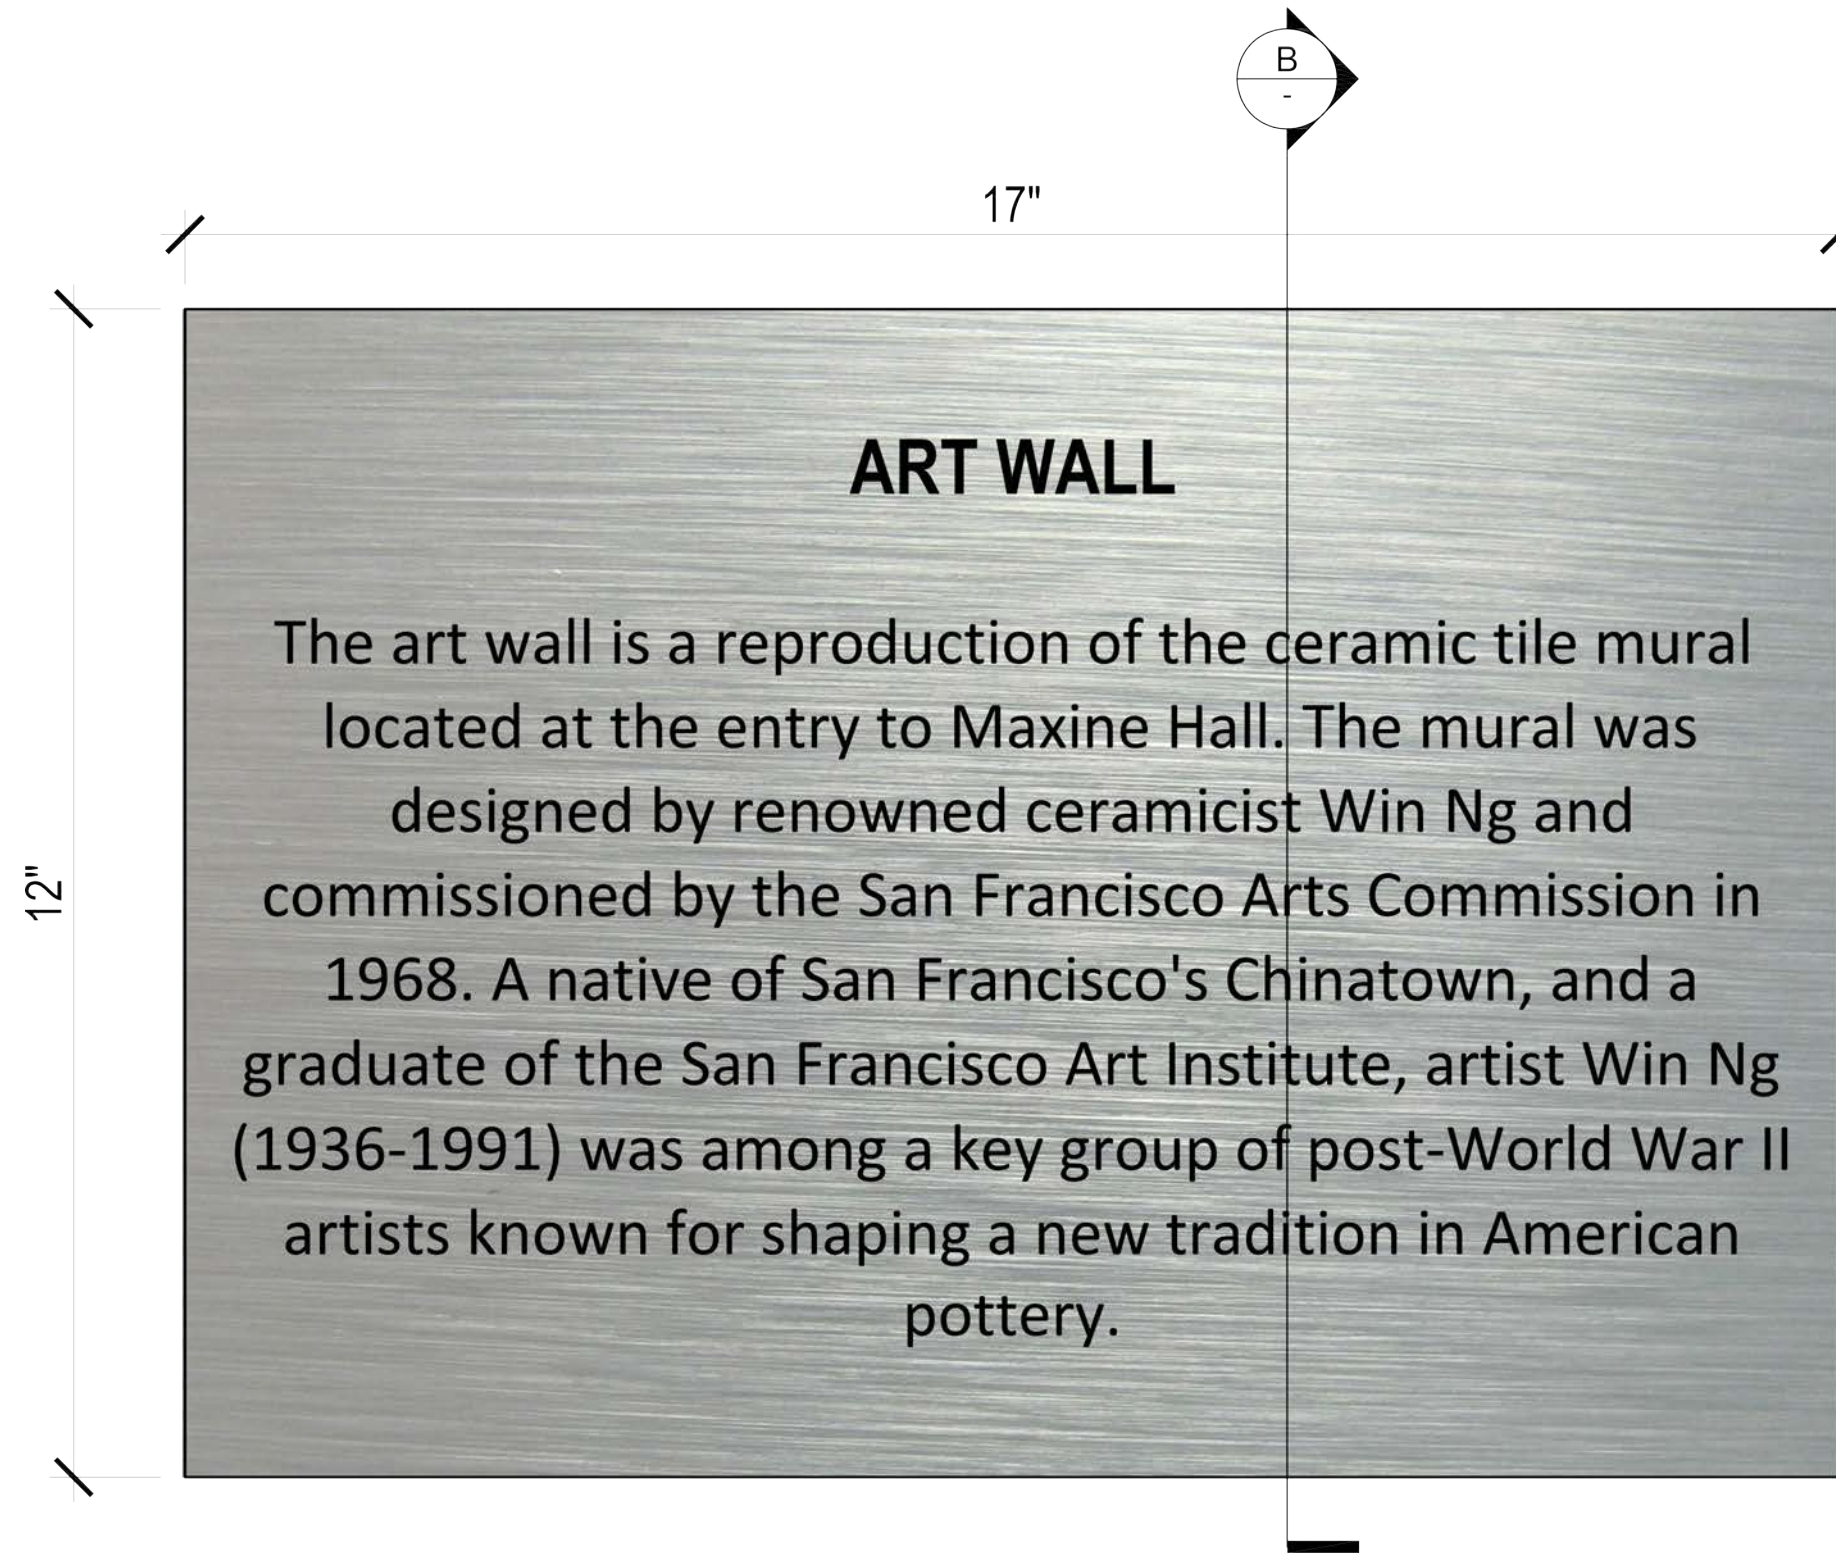 B
-
17"
12"
ART WALL
The art wall is a reproduction of the ceramic tile mural
located at the entry to Maxine Hall. The mural was
designed by renowned ceramicist Win Ng and
commissioned by the San Francisco Arts Commission in
1968. A native of San Francisco's Chinatown, and a
graduate of the San Francisco Art Institute, artist Win Ng
(1936-1991) was among a key group of post-World War II
artists known for shaping a new tradition in American
pottery.